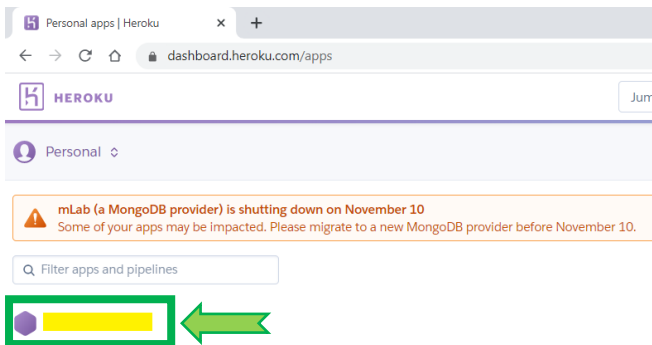 Personal apps | Heroku
dashboard.heroku.com/apps
HEROKU
Jum
Personal
mLab (a MongoDB provider) is shutting down on November 10
Some of your apps may be impacted. Please migrate to a new MongoDB provider before November 10.
Filter apps and pipelines